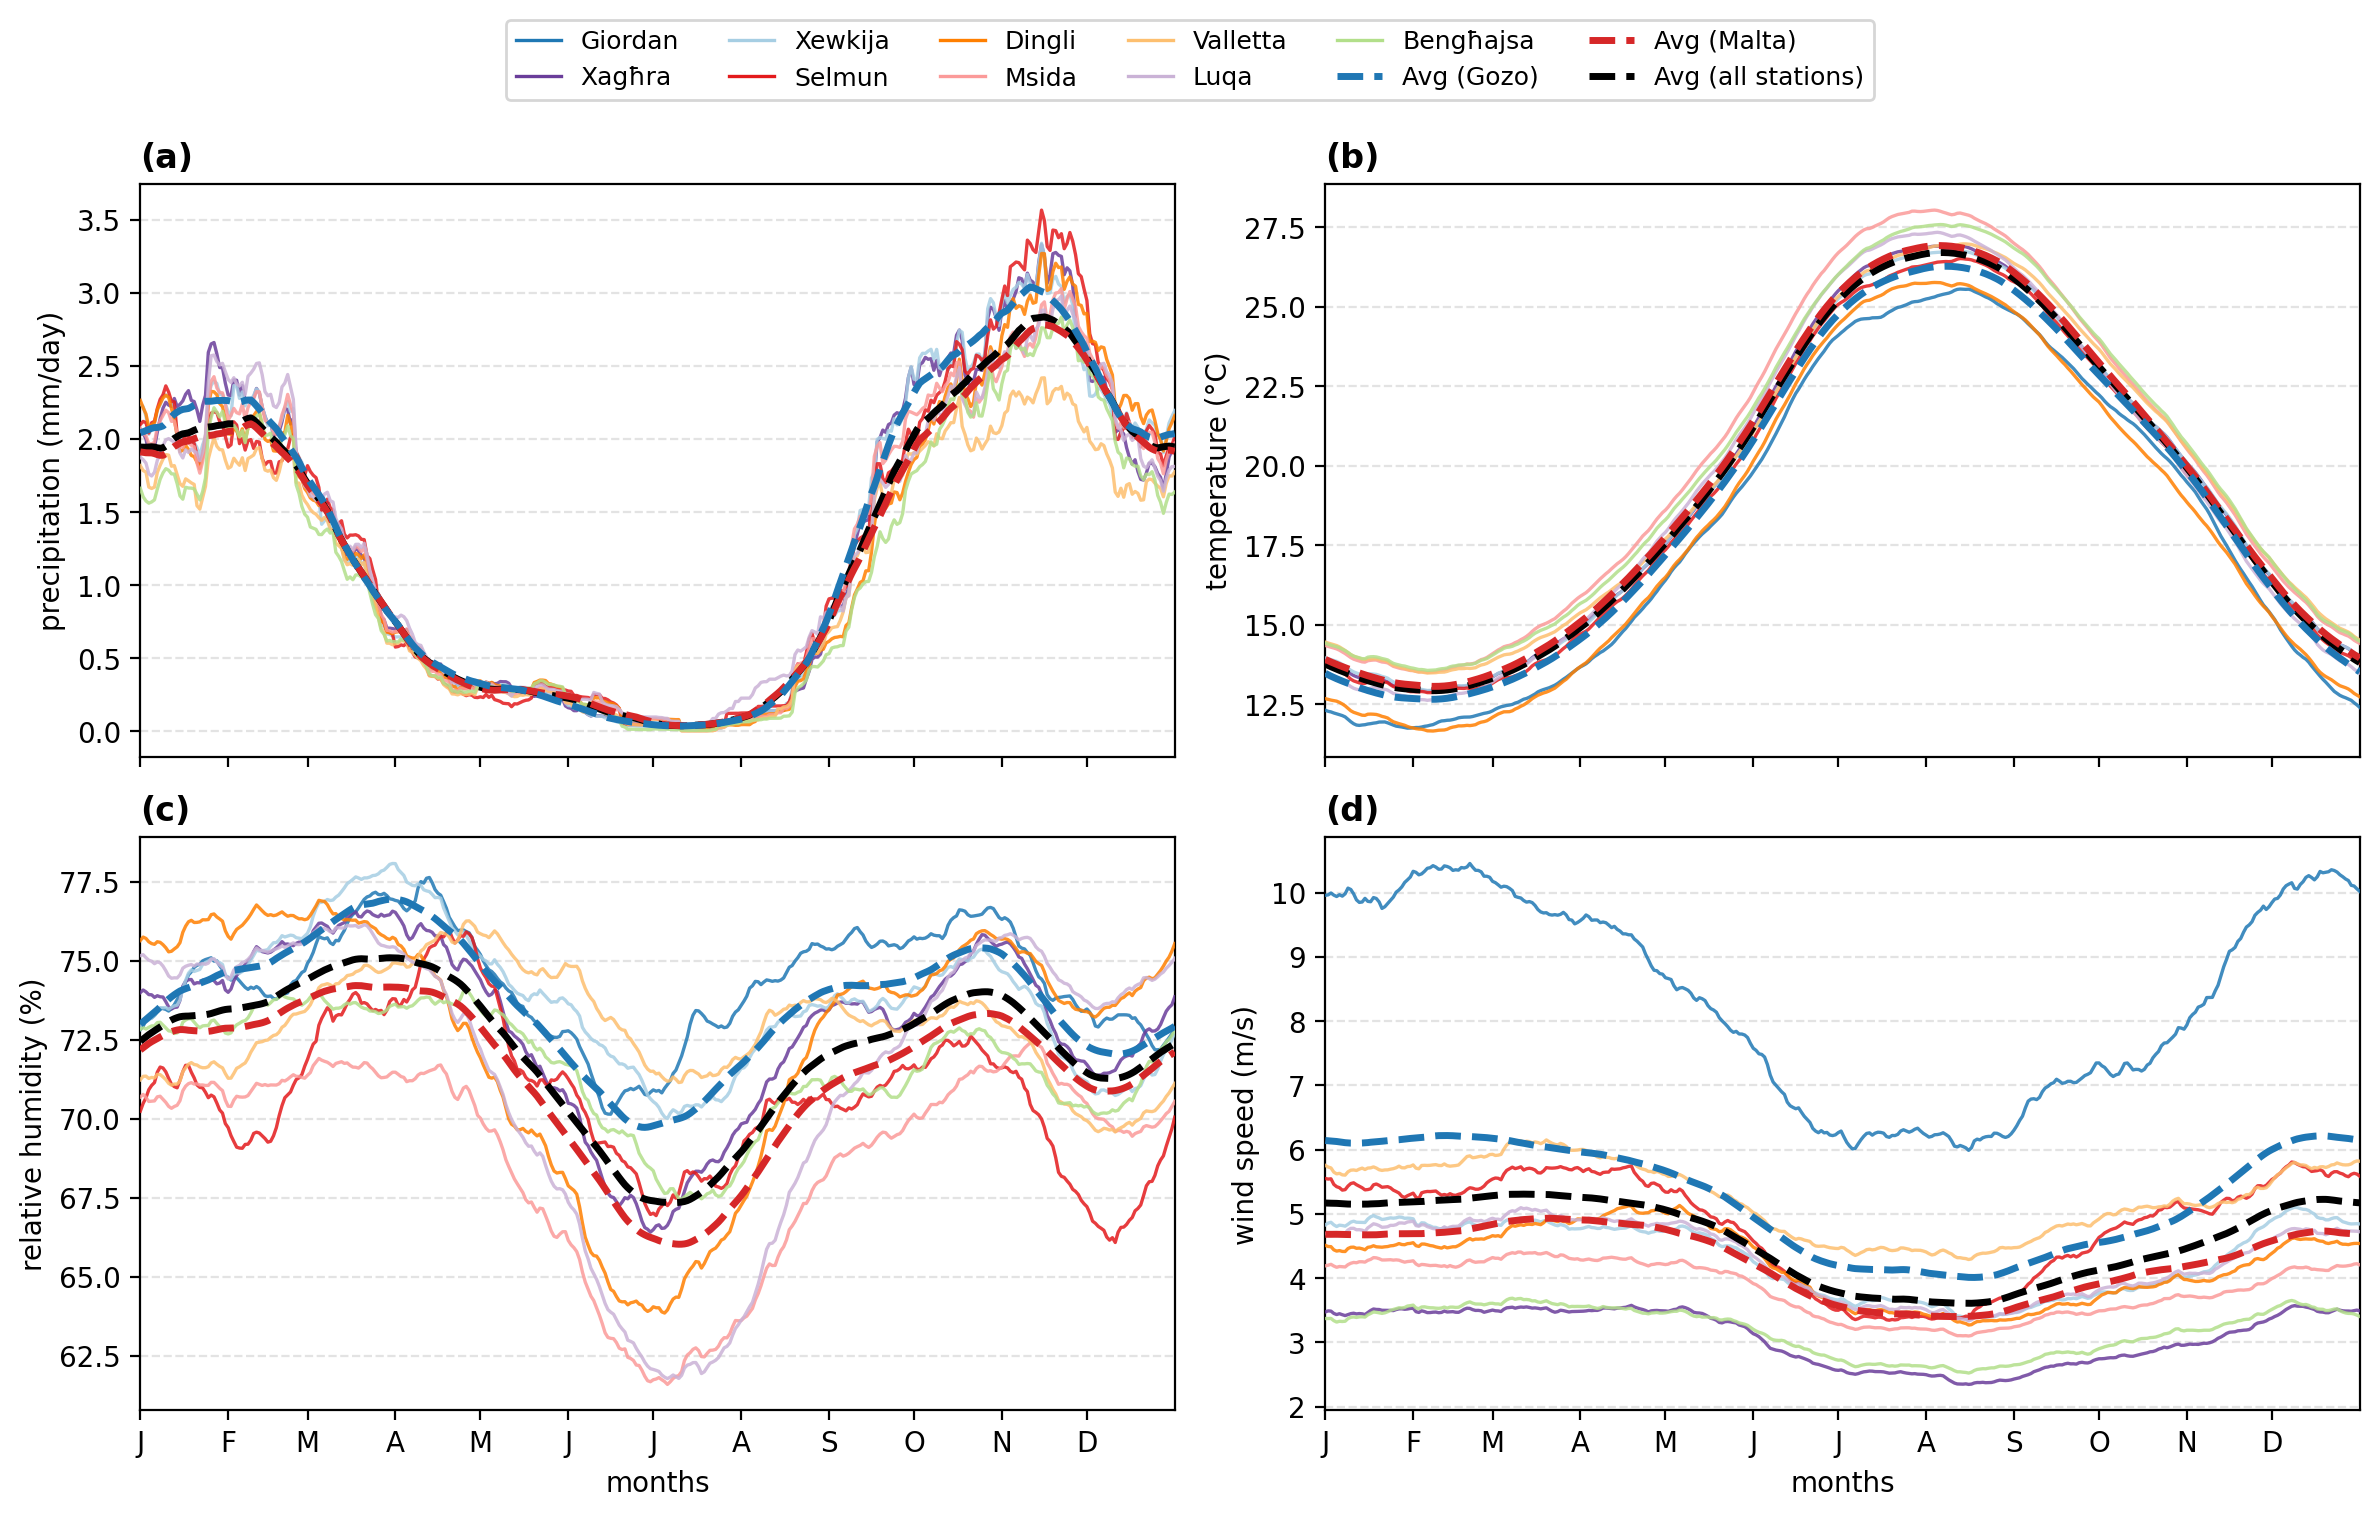 Giordan Xewkija Dingli Valletta Bengħajsa Avg (Malta)
Xagħra Selmun Msida Luqa Avg (Gozo) Avg (all stations)
(a)
precipitation (mm/day)
3.5
3.0
2.5
2.0
1.5
1.0
0.5
0.0
(b)
temperature (°C)
27.5
25.0
22.5
20.0
17.5
15.0
12.5
(c)
relative humidity (%)
77.5
75.0
72.5
70.0
67.5
65.0
62.5
J F M A M J J A S O N D
months
(d)
wind speed (m/s)
10
9
8
7
6
5
4
3
2
J F M A M J J A S O N D
months